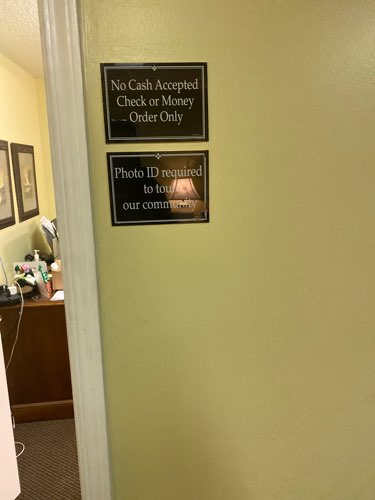 No Cash Accepted
Check or Money
Order Only
Photo ID required
to tour
our community